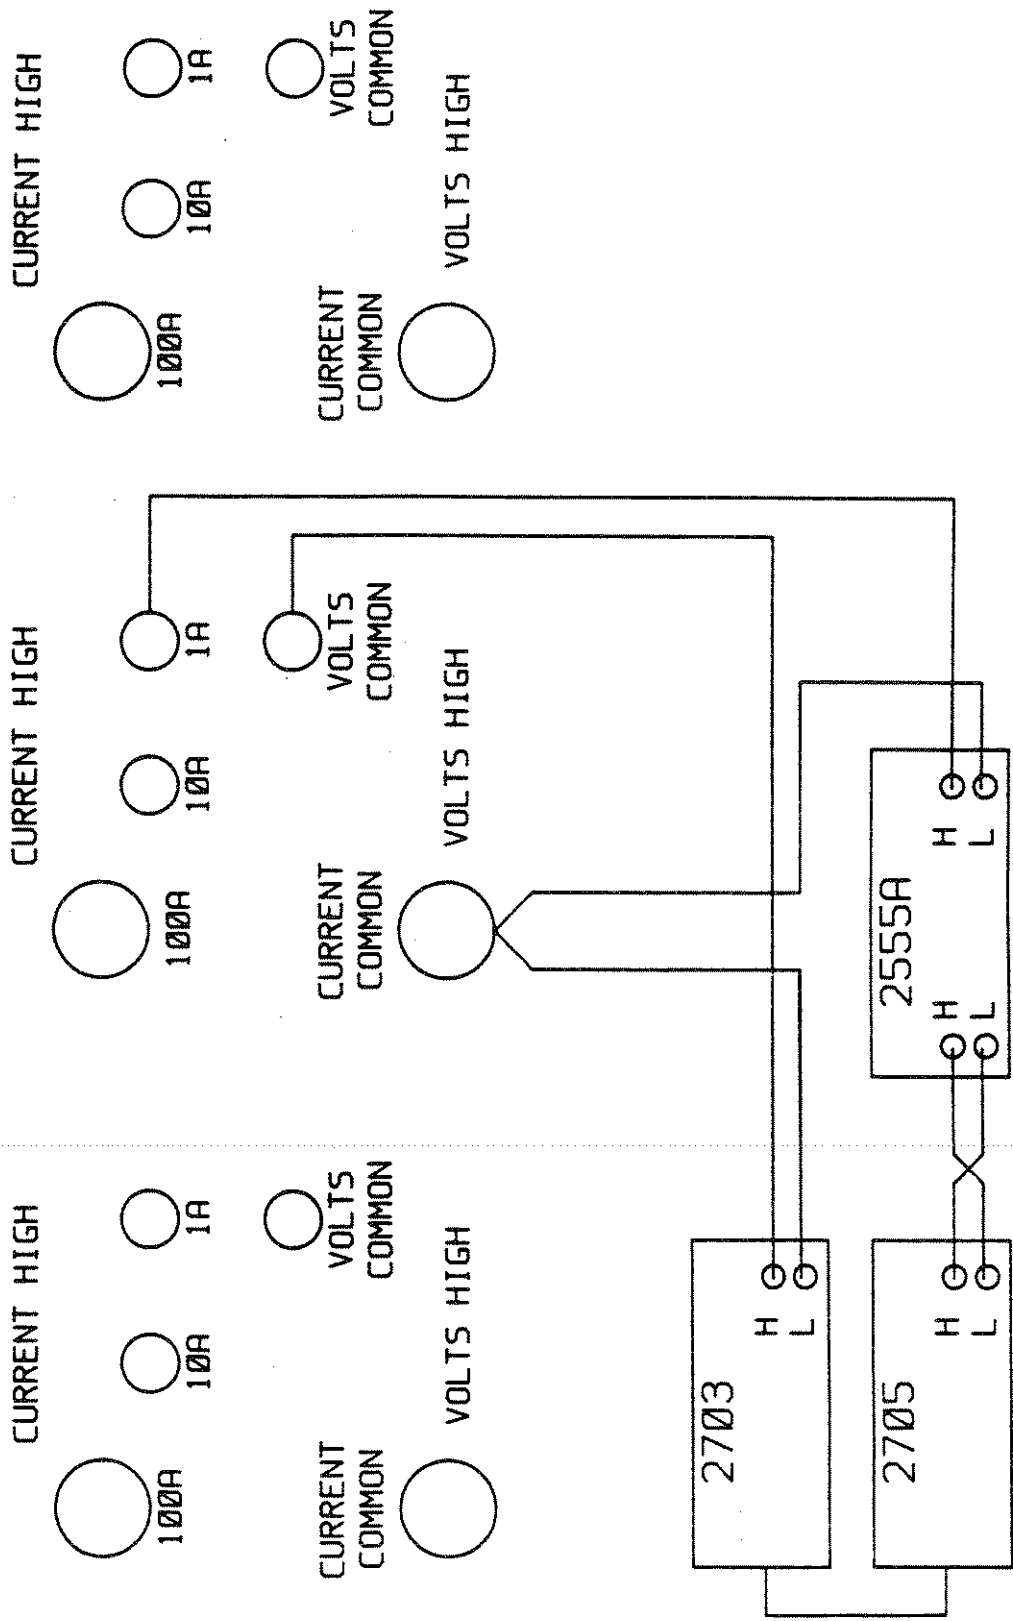 CURRENT HIGH
100A
10A
1A
CURRENT
COMMON
VOLTS
COMMON
VOLTS HIGH
CURRENT HIGH
100A
10A
1A
CURRENT
COMMON
VOLTS
COMMON
VOLTS HIGH
CURRENT HIGH
100A
10A
1A
CURRENT
COMMON
VOLTS
COMMON
VOLTS HIGH
2703
H
L
2705
H
L
2555A
H
L
H
L